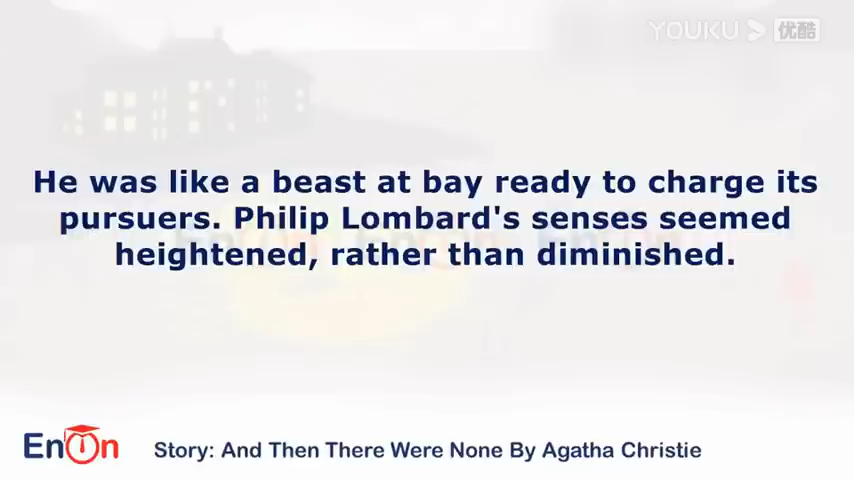 YOUKU 优酷
He was like a beast at bay ready to charge its
pursuers. Philip Lombard's senses seemed
heightened, rather than diminished.
EnOn
Story: And Then There Were None By Agatha Christie